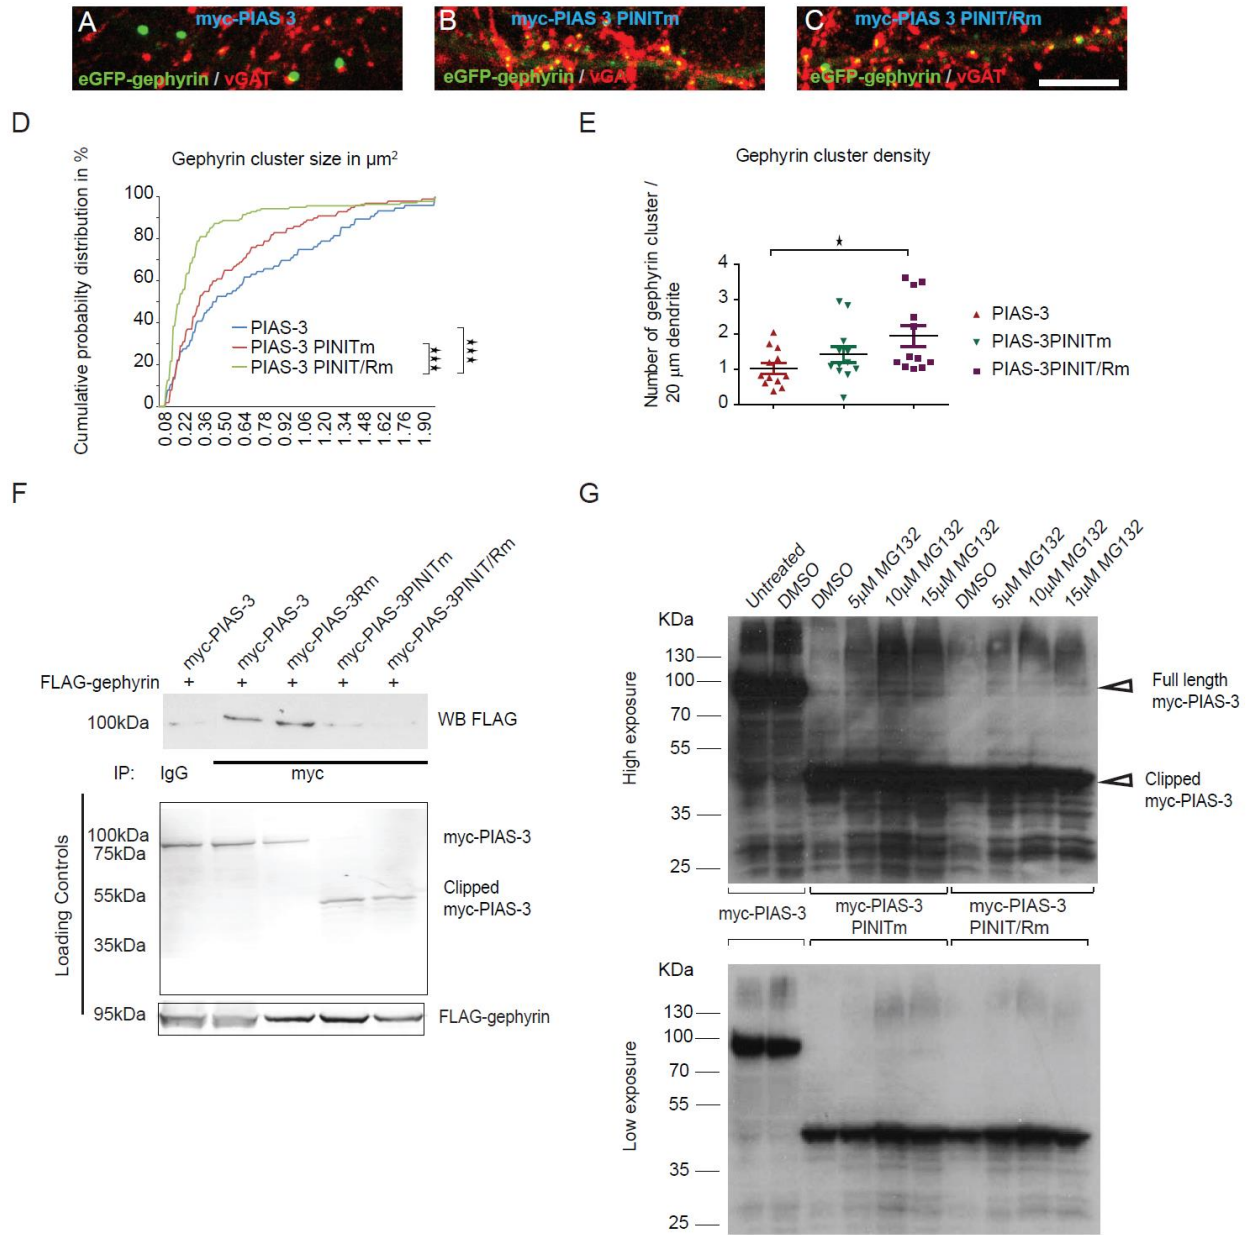 A myc-PIAS 3
eGFP-gephyrin / vGAT
B myc-PIAS 3 PINITm
eGFP-gephyrin / vGAT
C myc-PIAS 3 PINIT/Rm
eGFP-gephyrin / vGAT
D
Gephyrin cluster size in µm²
Cumulative probabilty distribution in %
100
80
60
40
20
0
PIAS-3
PIAS-3 PINITm
PIAS-3 PINIT/Rm
0.08
0.22
0.36
0.50
0.64
0.78
0.92
1.06
1.20
1.34
1.48
1.62
1.76
1.90
E
Gephyrin cluster density
Number of gephyrin cluster /
20 µm dendrite
4
3
2
1
0
PIAS-3
PIAS-3PINITm
PIAS-3PINIT/Rm
F
myc-PIAS-3
myc-PIAS-3
myc-PIAS-3Rm
myc-PIAS-3PINITm
myc-PIAS-3PINIT/Rm
FLAG-gephyrin + + + + +
100kDa
WB FLAG
IP: IgG myc
Loading Controls
100kDa
75kDa
55kDa
35kDa
myc-PIAS-3
Clipped
myc-PIAS-3
95kDa
FLAG-gephyrin
G
Untreated
DMSO
DMSO
5µM MG132
10µM MG132
15µM MG132
DMSO
5µM MG132
10µM MG132
15µM MG132
High exposure
KDa
130
100
70
55
35
25
Full length
myc-PIAS-3
Clipped
myc-PIAS-3
myc-PIAS-3
myc-PIAS-3
PINITm
myc-PIAS-3
PINIT/Rm
Low exposure
KDa
130
100
70
55
35
25